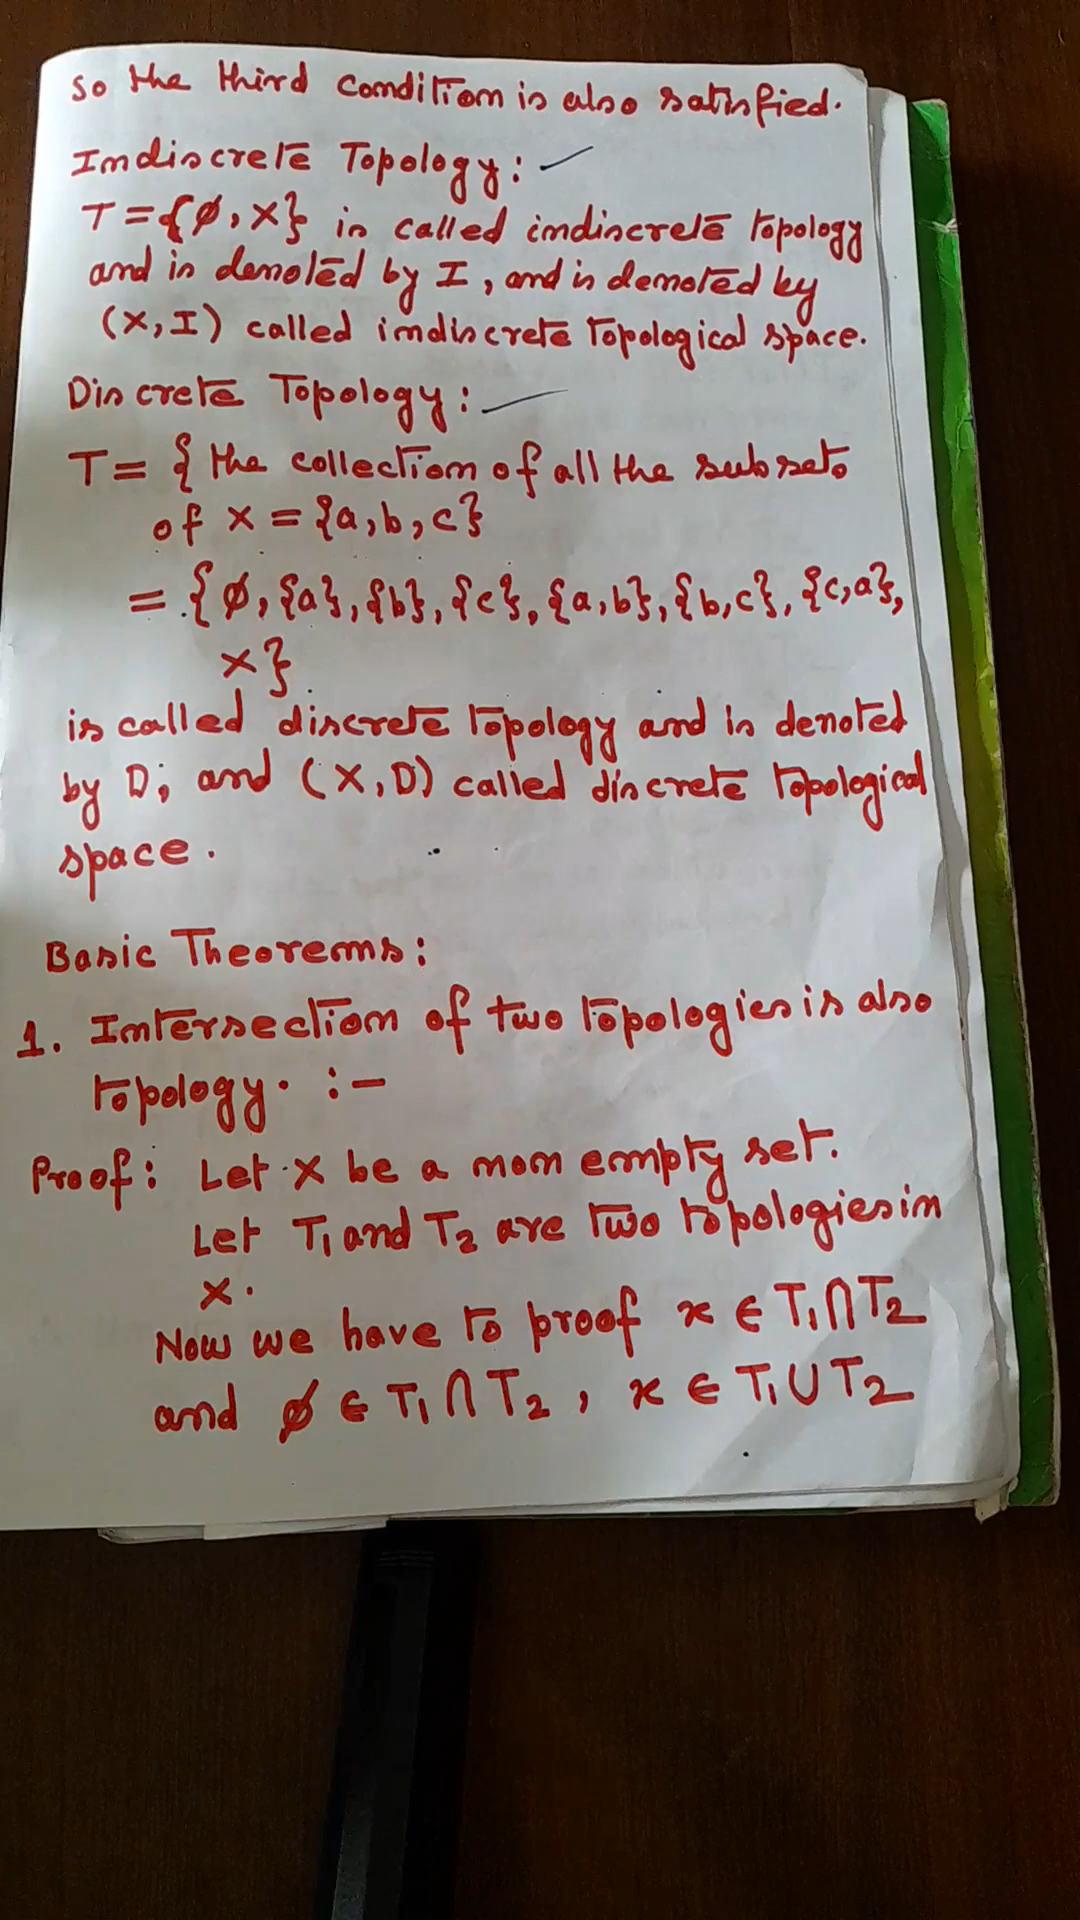 So the third condition is also satisfied.
Indiscrete Topology:
T={ϕ,X} is called indiscrete topology
and is denoted by I, and is denoted by
(X,I) called indiscrete topological space.
Discrete Topology:
T= { the collection of all the subsets
of X = {a,b,c}
= {ϕ, {a}, {b}, {c}, {a,b}, {b,c}, {c,a},
X}
is called discrete topology and is denoted
by D; and (X,D) called discrete topological
space.
Basic Theorems:
1. Intersection of two topologies is also
topology. :-
Proof: Let X be a non empty set.
Let T₁ and T₂ are two topologies in
X.
Now we have to proof x ∈ T₁∩T₂
and ϕ ∈ T₁∩T₂, x ∈ T₁∪T₂